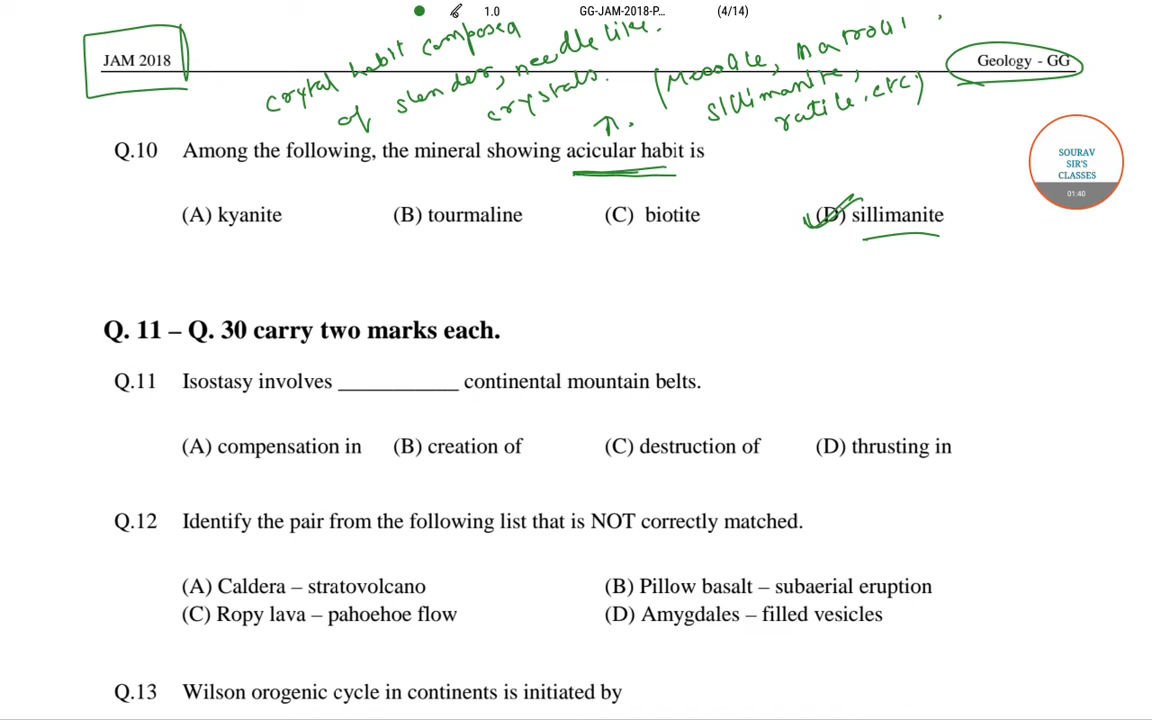 1.0 GG-JAM-2018-P... (4/14)
JAM 2018
Geology - GG
crystal habit composed
of slender, needle like
crystals.
sillimanite,
etc)
Q.10 Among the following, the mineral showing acicular habit is
(A) kyanite (B) tourmaline (C) biotite (D) sillimanite
SOURAV
SIR'S
CLASSES
01:40
Q. 11 – Q. 30 carry two marks each.
Q.11 Isostasy involves ___________ continental mountain belts.
(A) compensation in (B) creation of (C) destruction of (D) thrusting in
Q.12 Identify the pair from the following list that is NOT correctly matched.
(A) Caldera – stratovolcano (B) Pillow basalt – subaerial eruption
(C) Ropy lava – pahoehoe flow (D) Amygdales – filled vesicles
Q.13 Wilson orogenic cycle in continents is initiated by